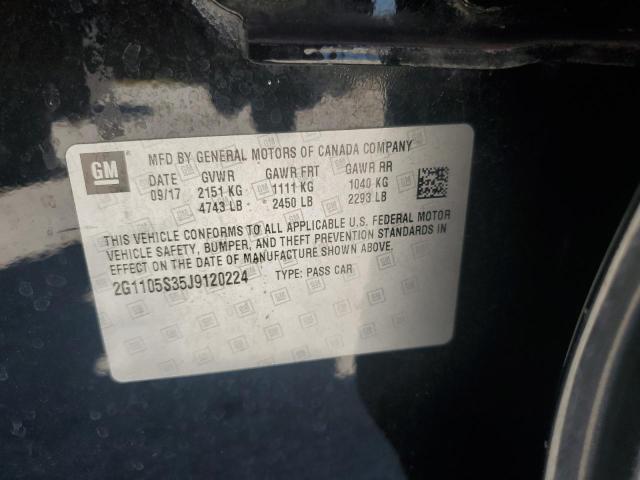 GM
MFD BY GENERAL MOTORS OF CANADA COMPANY
DATE GVWR GAWR FRT GAWR RR
09/17 2151 KG 1111 KG 1040 KG
4743 LB 2450 LB 2293 LB
THIS VEHICLE CONFORMS TO ALL APPLICABLE U.S. FEDERAL MOTOR
VEHICLE SAFETY, BUMPER, AND THEFT PREVENTION STANDARDS IN
EFFECT ON THE DATE OF MANUFACTURE SHOWN ABOVE.
2G1105S35J9120224 TYPE: PASS CAR